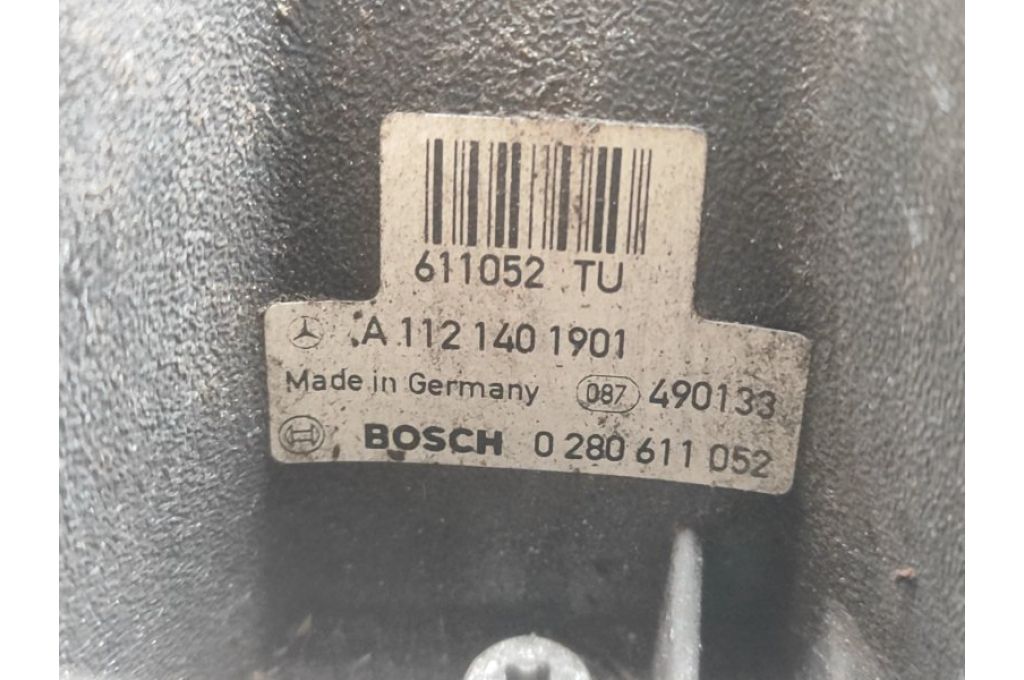 611052 TU
A 112 140 1901
Made in Germany 087 490133
BOSCH 0 280 611 052